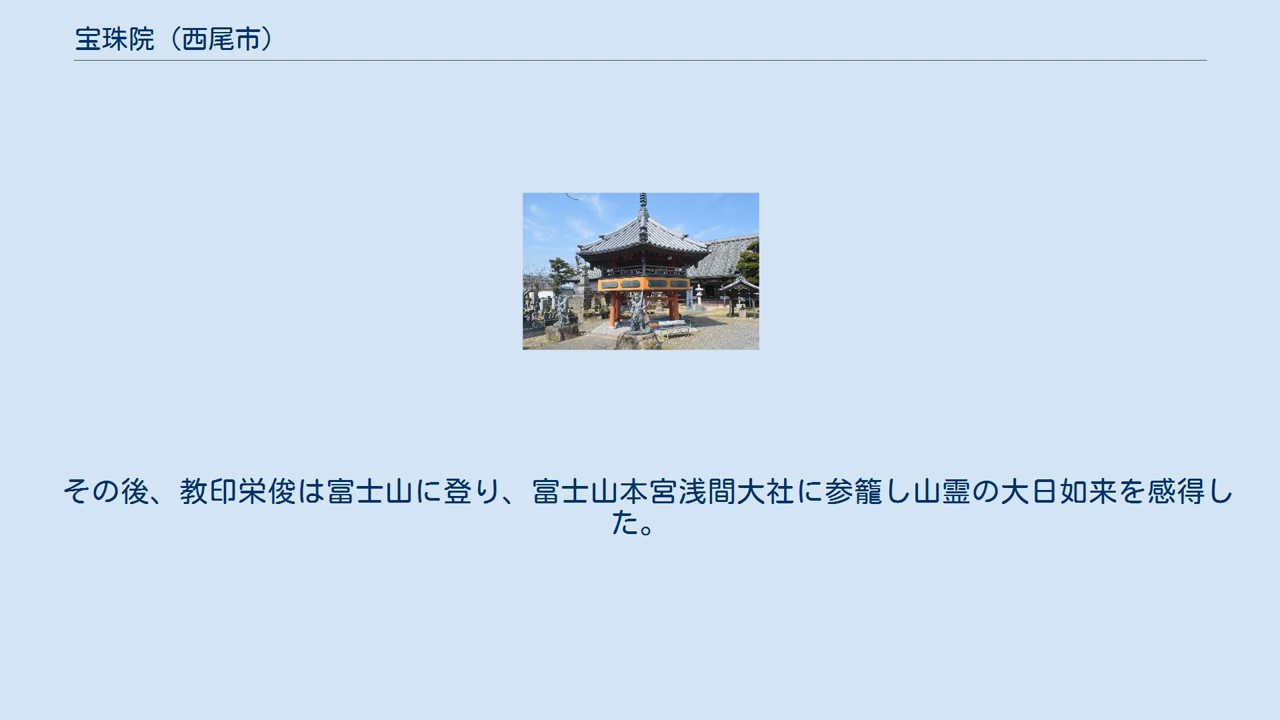 宝珠院（西尾市）
その後、教印栄俊は富士山に登り、富士山本宮浅間大社に参籠し山霊の大日如来を感得し
た。